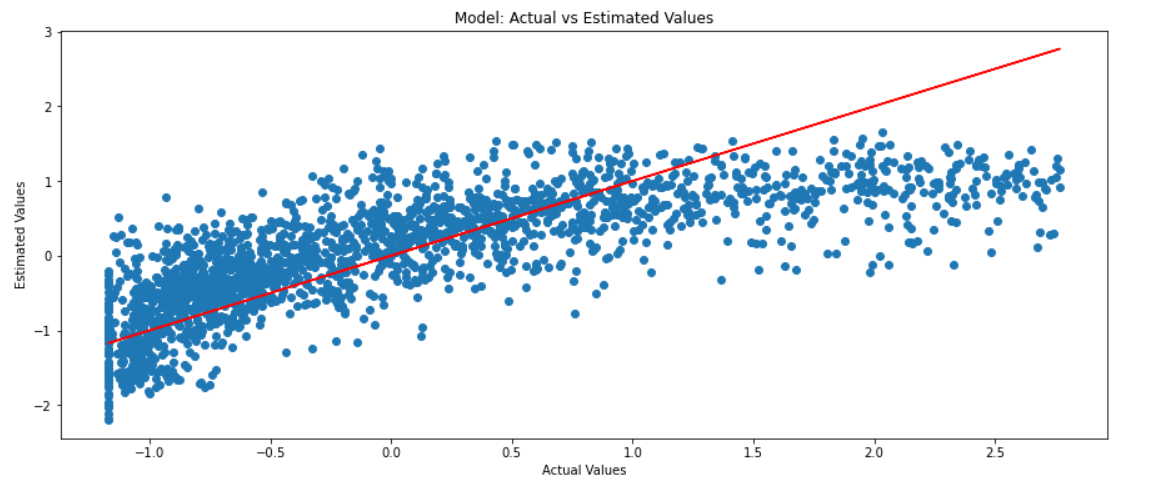 Model: Actual vs Estimated Values
3
2
1
0
−1
−2
Estimated Values
−1.0 −0.5 0.0 0.5 1.0 1.5 2.0 2.5
Actual Values